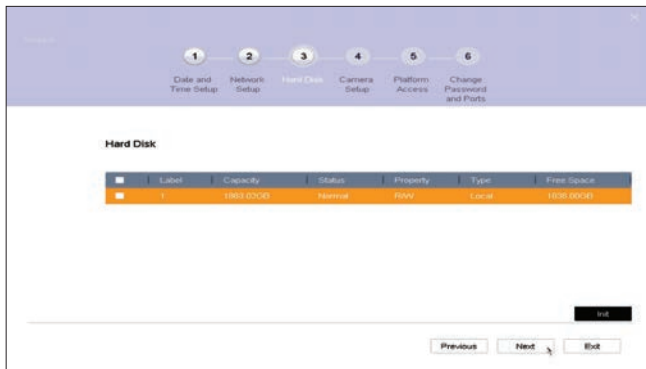 1 2 3 4 5 6
Date and Time Setup
Network Setup
Hard Disk
Camera Setup
Platform Access
Change Password and Ports
Hard Disk
Label Capacity Status Property Type Free Space
1 1863.02GB Normal R/W Local
Init
Previous Next Exit